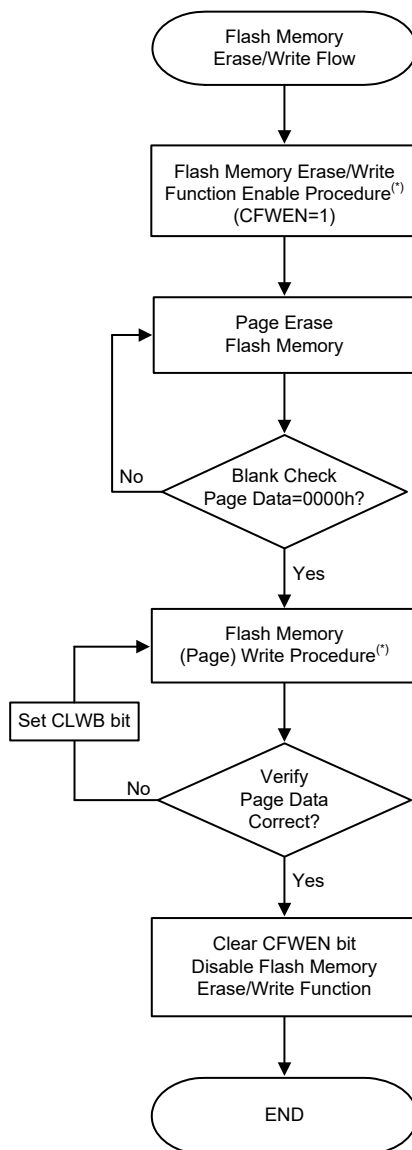 Flash Memory
Erase/Write Flow
Flash Memory Erase/Write
Function Enable Procedure(*)
(CFWEN=1)
Page Erase
Flash Memory
Blank Check
Page Data=0000h?
No
Yes
Flash Memory
(Page) Write Procedure(*)
Set CLWB bit
Verify
Page Data
Correct?
No
Yes
Clear CFWEN bit
Disable Flash Memory
Erase/Write Function
END